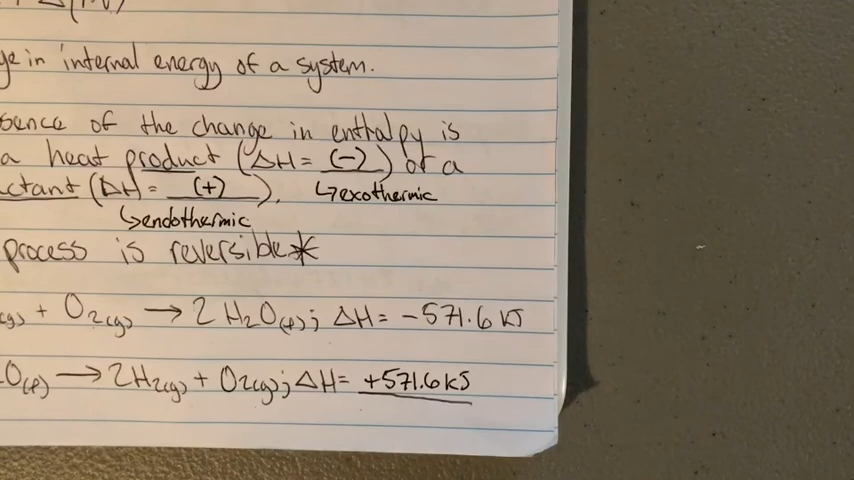 ge in internal energy of a system.
sence of the change in enthalpy is
a heat product (ΔH = (-) ) or a
ctant (ΔH = (+) ). ↳exothermic
↳endothermic
process is reversible*
(g) + O2(g) → 2 H2O(l); ΔH = -571.6 kJ
O(l) → 2H2(g) + O2(g); ΔH = +571.6 kJ